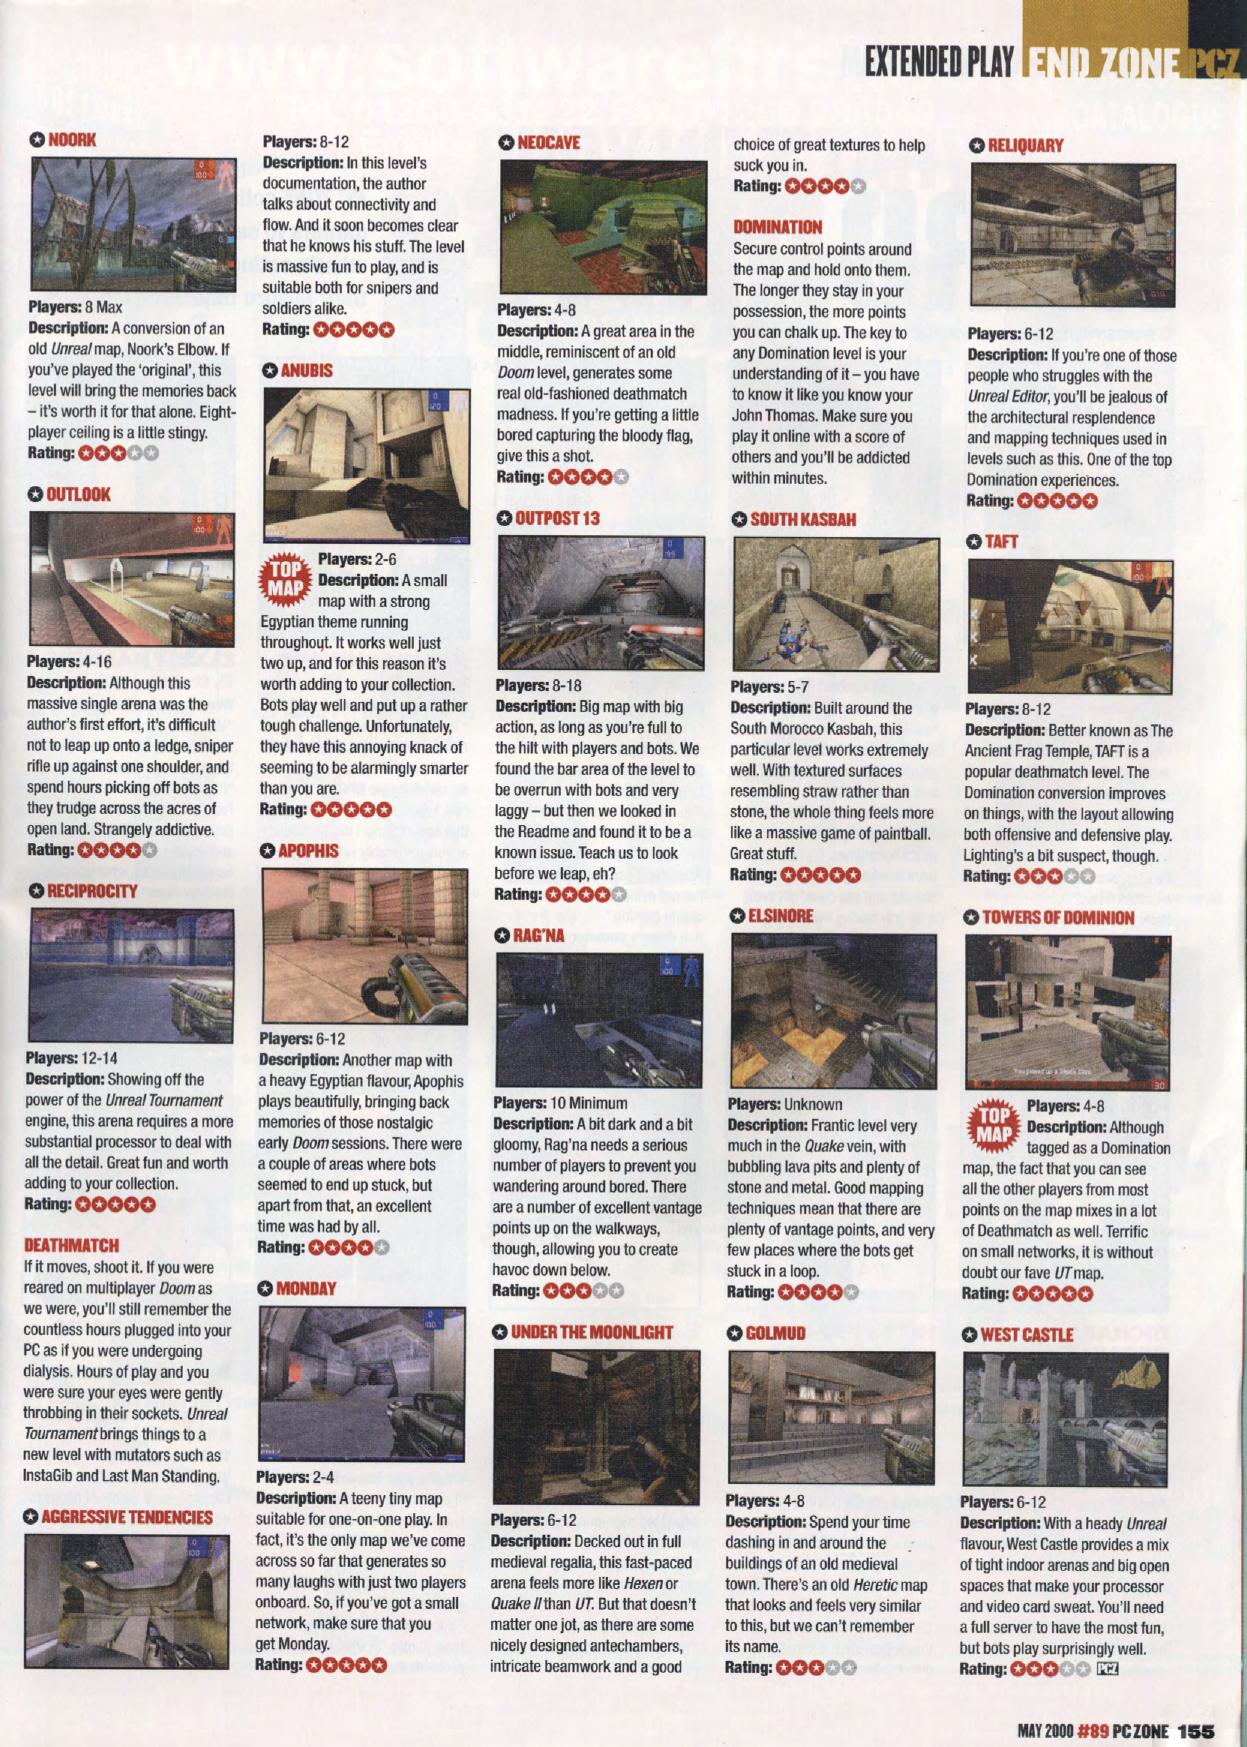 EXTENDED PLAY END ZONE PCZ
NOORK
Players: 8 Max
Description: A conversion of an
old Unreal map, Noork's Elbow. If
you've played the 'original', this
level will bring the memories back
– it's worth it for that alone. Eight-
player ceiling is a little stingy.
Rating:
OUTLOOK
Players: 4-16
Description: Although this
massive single arena was the
author's first effort, it's difficult
not to leap up onto a ledge, sniper
rifle up against one shoulder, and
spend hours picking off bots as
they trudge across the acres of
open land. Strangely addictive.
Rating:
RECIPROCITY
Players: 12-14
Description: Showing off the
power of the Unreal Tournament
engine, this arena requires a more
substantial processor to deal with
all the detail. Great fun and worth
adding to your collection.
Rating:
DEATHMATCH
If it moves, shoot it. If you were
reared on multiplayer Doom as
we were, you'll still remember the
countless hours plugged into your
PC as if you were undergoing
dialysis. Hours of play and you
were sure your eyes were gently
throbbing in their sockets. Unreal
Tournament brings things to a
new level with mutators such as
InstaGib and Last Man Standing.
AGGRESSIVE TENDENCIES
Players: 8-12
Description: In this level's
documentation, the author
talks about connectivity and
flow. And it soon becomes clear
that he knows his stuff. The level
is massive fun to play, and is
suitable both for snipers and
soldiers alike.
Rating:
ANUBIS
TOP
MAP
Players: 2-6
Description: A small
map with a strong
Egyptian theme running
throughout. It works well just
two up, and for this reason it's
worth adding to your collection.
Bots play well and put up a rather
tough challenge. Unfortunately,
they have this annoying knack of
seeming to be alarmingly smarter
than you are.
Rating:
APOPHIS
Players: 6-12
Description: Another map with
a heavy Egyptian flavour, Apophis
plays beautifully, bringing back
memories of those nostalgic
early Doom sessions. There were
a couple of areas where bots
seemed to end up stuck, but
apart from that, an excellent
time was had by all.
Rating:
MONDAY
Players: 2-4
Description: A teeny tiny map
suitable for one-on-one play. In
fact, it's the only map we've come
across so far that generates so
many laughs with just two players
onboard. So, if you've got a small
network, make sure that you
get Monday.
Rating:
NEOCAVE
Players: 4-8
Description: A great area in the
middle, reminiscent of an old
Doom level, generates some
real old-fashioned deathmatch
madness. If you're getting a little
bored capturing the bloody flag,
give this a shot.
Rating:
OUTPOST 13
Players: 8-18
Description: Big map with big
action, as long as you're full to
the hilt with players and bots. We
found the bar area of the level to
be overrun with bots and very
laggy – but then we looked in
the Readme and found it to be a
known issue. Teach us to look
before we leap, eh?
Rating:
RAG'NA
Players: 10 Minimum
Description: A bit dark and a bit
gloomy, Rag'na needs a serious
number of players to prevent you
wandering around bored. There
are a number of excellent vantage
points up on the walkways,
though, allowing you to create
havoc down below.
Rating:
UNDER THE MOONLIGHT
Players: 6-12
Description: Decked out in full
medieval regalia, this fast-paced
arena feels more like Hexen or
Quake II than UT. But that doesn't
matter one jot, as there are some
nicely designed antechambers,
intricate beamwork and a good
choice of great textures to help
suck you in.
Rating:
DOMINATION
Secure control points around
the map and hold onto them.
The longer they stay in your
possession, the more points
you can chalk up. The key to
any Domination level is your
understanding of it – you have
to know it like you know your
John Thomas. Make sure you
play it online with a score of
others and you'll be addicted
within minutes.
SOUTH KASBAH
Players: 5-7
Description: Built around the
South Morocco Kasbah, this
particular level works extremely
well. With textured surfaces
resembling straw rather than
stone, the whole thing feels more
like a massive game of paintball.
Great stuff.
Rating:
ELSINORE
Players: Unknown
Description: Frantic level very
much in the Quake vein, with
bubbling lava pits and plenty of
stone and metal. Good mapping
techniques mean that there are
plenty of vantage points, and very
few places where the bots get
stuck in a loop.
Rating:
GOLMUD
Players: 4-8
Description: Spend your time
dashing in and around the
buildings of an old medieval
town. There's an old Heretic map
that looks and feels very similar
to this, but we can't remember
its name.
Rating:
RELIQUARY
Players: 6-12
Description: If you're one of those
people who struggles with the
Unreal Editor, you'll be jealous of
the architectural resplendence
and mapping techniques used in
levels such as this. One of the top
Domination experiences.
Rating:
TAFT
Players: 8-12
Description: Better known as The
Ancient Frag Temple, TAFT is a
popular deathmatch level. The
Domination conversion improves
on things, with the layout allowing
both offensive and defensive play.
Lighting's a bit suspect, though.
Rating:
TOWERS OF DOMINION
TOP
MAP
Players: 4-8
Description: Although
tagged as a Domination
map, the fact that you can see
all the other players from most
points on the map mixes in a lot
of Deathmatch as well. Terrific
on small networks, it is without
doubt our fave UT map.
Rating:
WEST CASTLE
Players: 6-12
Description: With a heady Unreal
flavour, West Castle provides a mix
of tight indoor arenas and big open
spaces that make your processor
and video card sweat. You'll need
a full server to have the most fun,
but bots play surprisingly well.
Rating: PCZ
MAY 2000 #89 PC ZONE 155